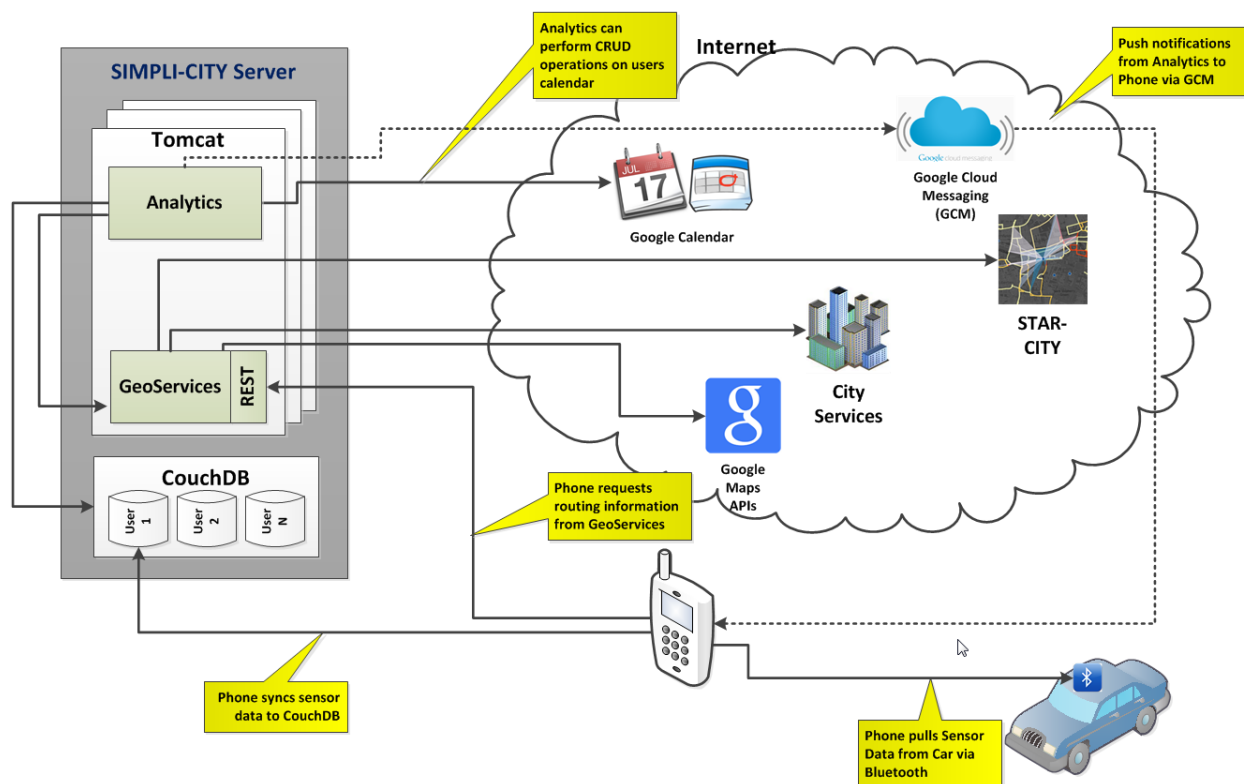 Analytics can
perform CRUD
operations on users
calendar
Internet
Push notifications
from Analytics to
Phone via GCM
SIMPLI-CITY Server
Tomcat
Analytics
JUL
17
Google Calendar
Google cloud messaging
Google Cloud
Messaging
(GCM)
STAR-
CITY
GeoServices
REST
City
Services
g
Google
Maps
APIs
CouchDB
User
1
User
2
User
N
Phone requests
routing information
from GeoServices
Phone syncs sensor
data to CouchDB
Phone pulls Sensor
Data from Car via
Bluetooth